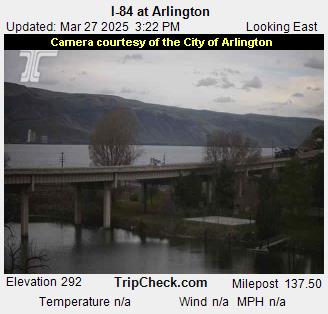 I-84 at Arlington
Updated: Mar 27 2025 3:22 PM Looking East
Camera courtesy of the City of Arlington
Elevation 292 TripCheck.com Milepost 137.50
Temperature n/a Wind n/a MPH n/a